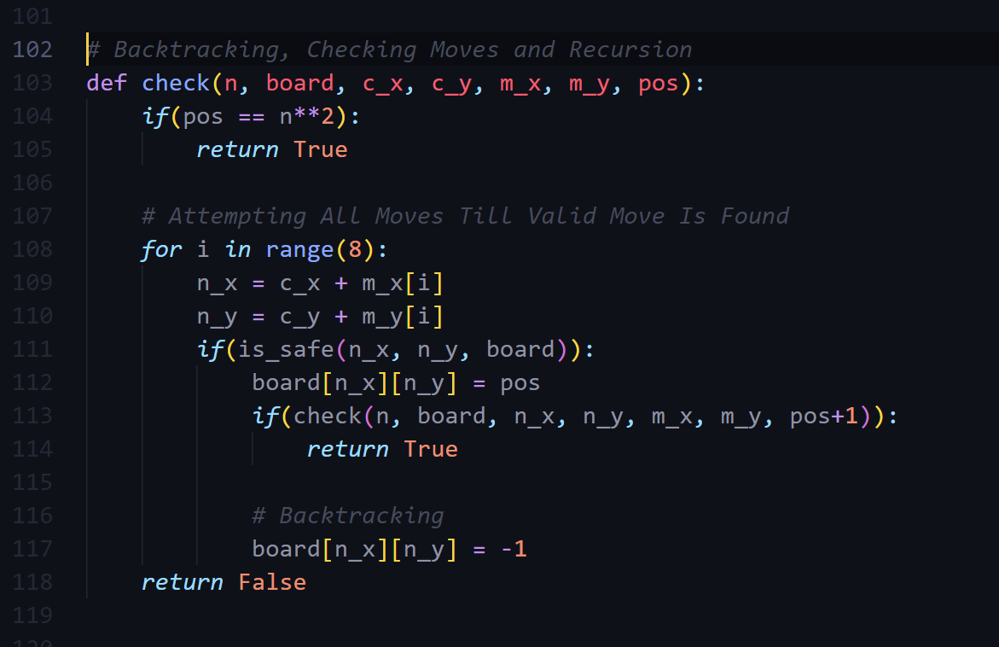 101
102 # Backtracking, Checking Moves and Recursion
103 def check(n, board, c_x, c_y, m_x, m_y, pos):
104     if(pos == n**2):
105         return True
106
107     # Attempting All Moves Till Valid Move Is Found
108     for i in range(8):
109         n_x = c_x + m_x[i]
110         n_y = c_y + m_y[i]
111         if(is_safe(n_x, n_y, board)):
112             board[n_x][n_y] = pos
113             if(check(n, board, n_x, n_y, m_x, m_y, pos+1)):
114                 return True
115
116             # Backtracking
117             board[n_x][n_y] = -1
118     return False
119
120